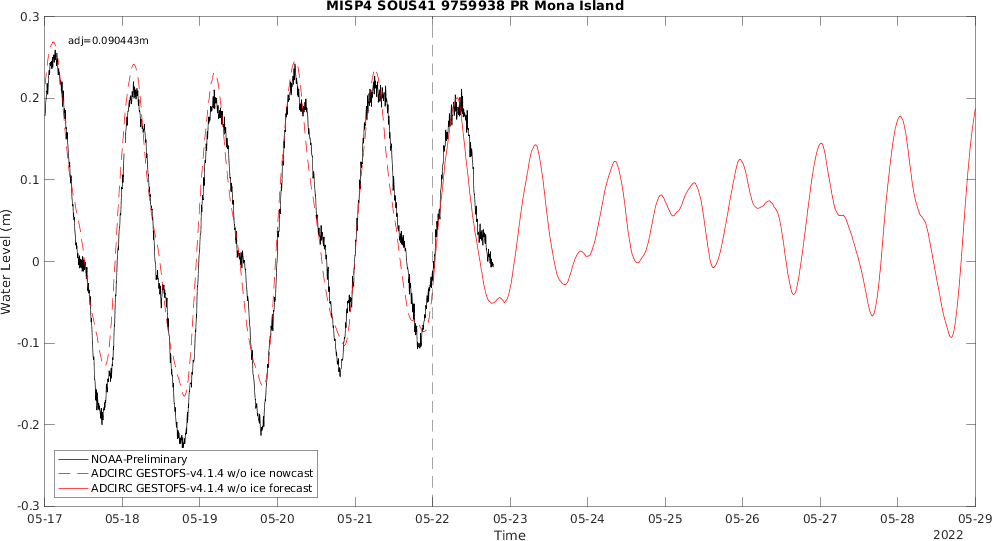 MISP4 SOUS41 9759938 PR Mona Island
adj=0.090443m
0.3
0.2
0.1
0
-0.1
-0.2
-0.3
Water Level (m)
NOAA-Preliminary
ADCIRC GESTOFS-v4.1.4 w/o ice nowcast
ADCIRC GESTOFS-v4.1.4 w/o ice forecast
05-17 05-18 05-19 05-20 05-21 05-22 05-23 05-24 05-25 05-26 05-27 05-28 05-29
Time
2022